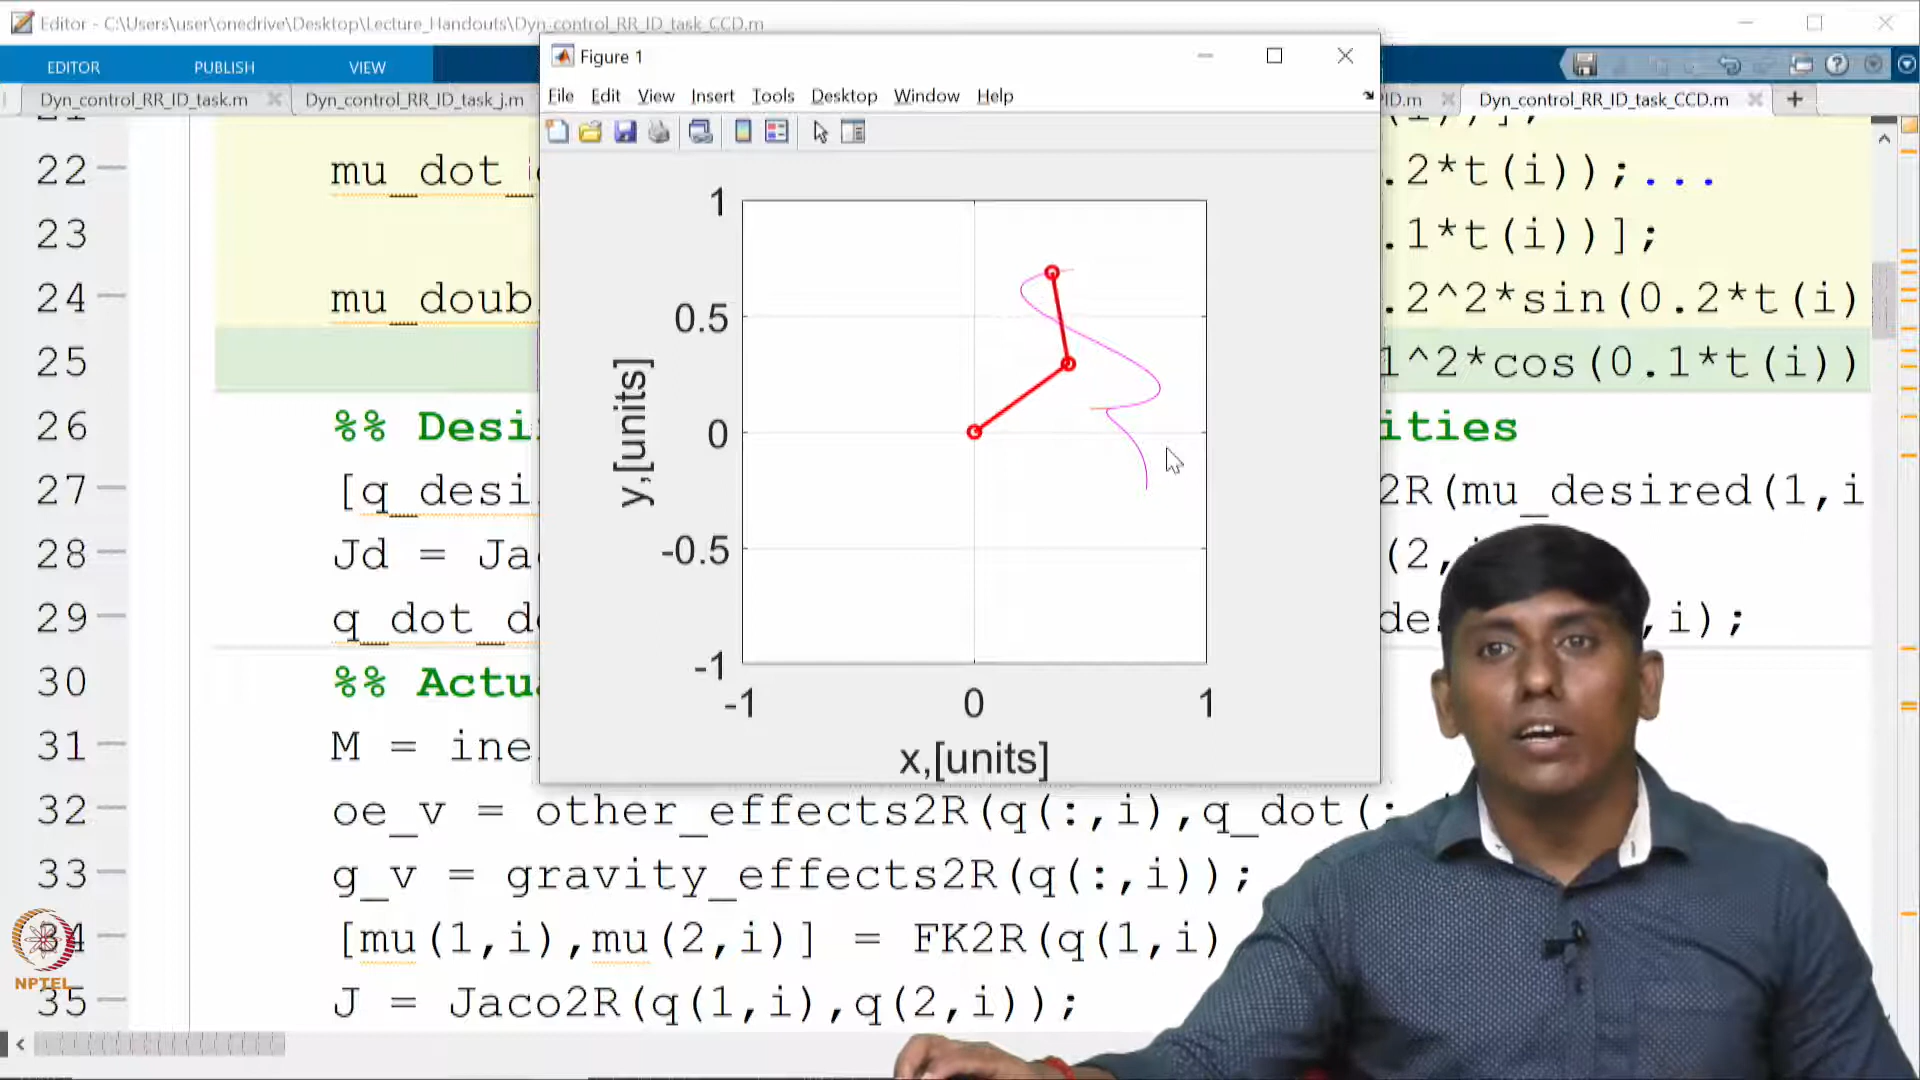 Editor - C:\Users\user\onedrive\Desktop\Lecture_Handouts\Dyn_control_RR_ID_task_CCD.m
EDITOR PUBLISH VIEW
Dyn_control_RR_ID_task.m Dyn_control_RR_ID_task_j.m ID.m Dyn_control_RR_ID_task_CCD.m
Figure 1
File Edit View Insert Tools Desktop Window Help
22 mu_dot_ .2*t(i));...
23 .1*t(i))];
24 mu_doub .2^2*sin(0.2*t(i)
25 1^2*cos(0.1*t(i))
26 %% Desi ities
27 [q_desi 2R(mu_desired(1,i
28 Jd = Ja (2,
29 q_dot_d de ,i);
30 %% Actu
31 M = ine
32 oe_v = other_effects2R(q(:,i),q_dot(:
33 g_v = gravity_effects2R(q(:,i));
34 [mu(1,i),mu(2,i)] = FK2R(q(1,i)
35 J = Jaco2R(q(1,i),q(2,i));
1
0.5
0
-0.5
-1
y,[units]
-1 0 1
x,[units]
NPTEL